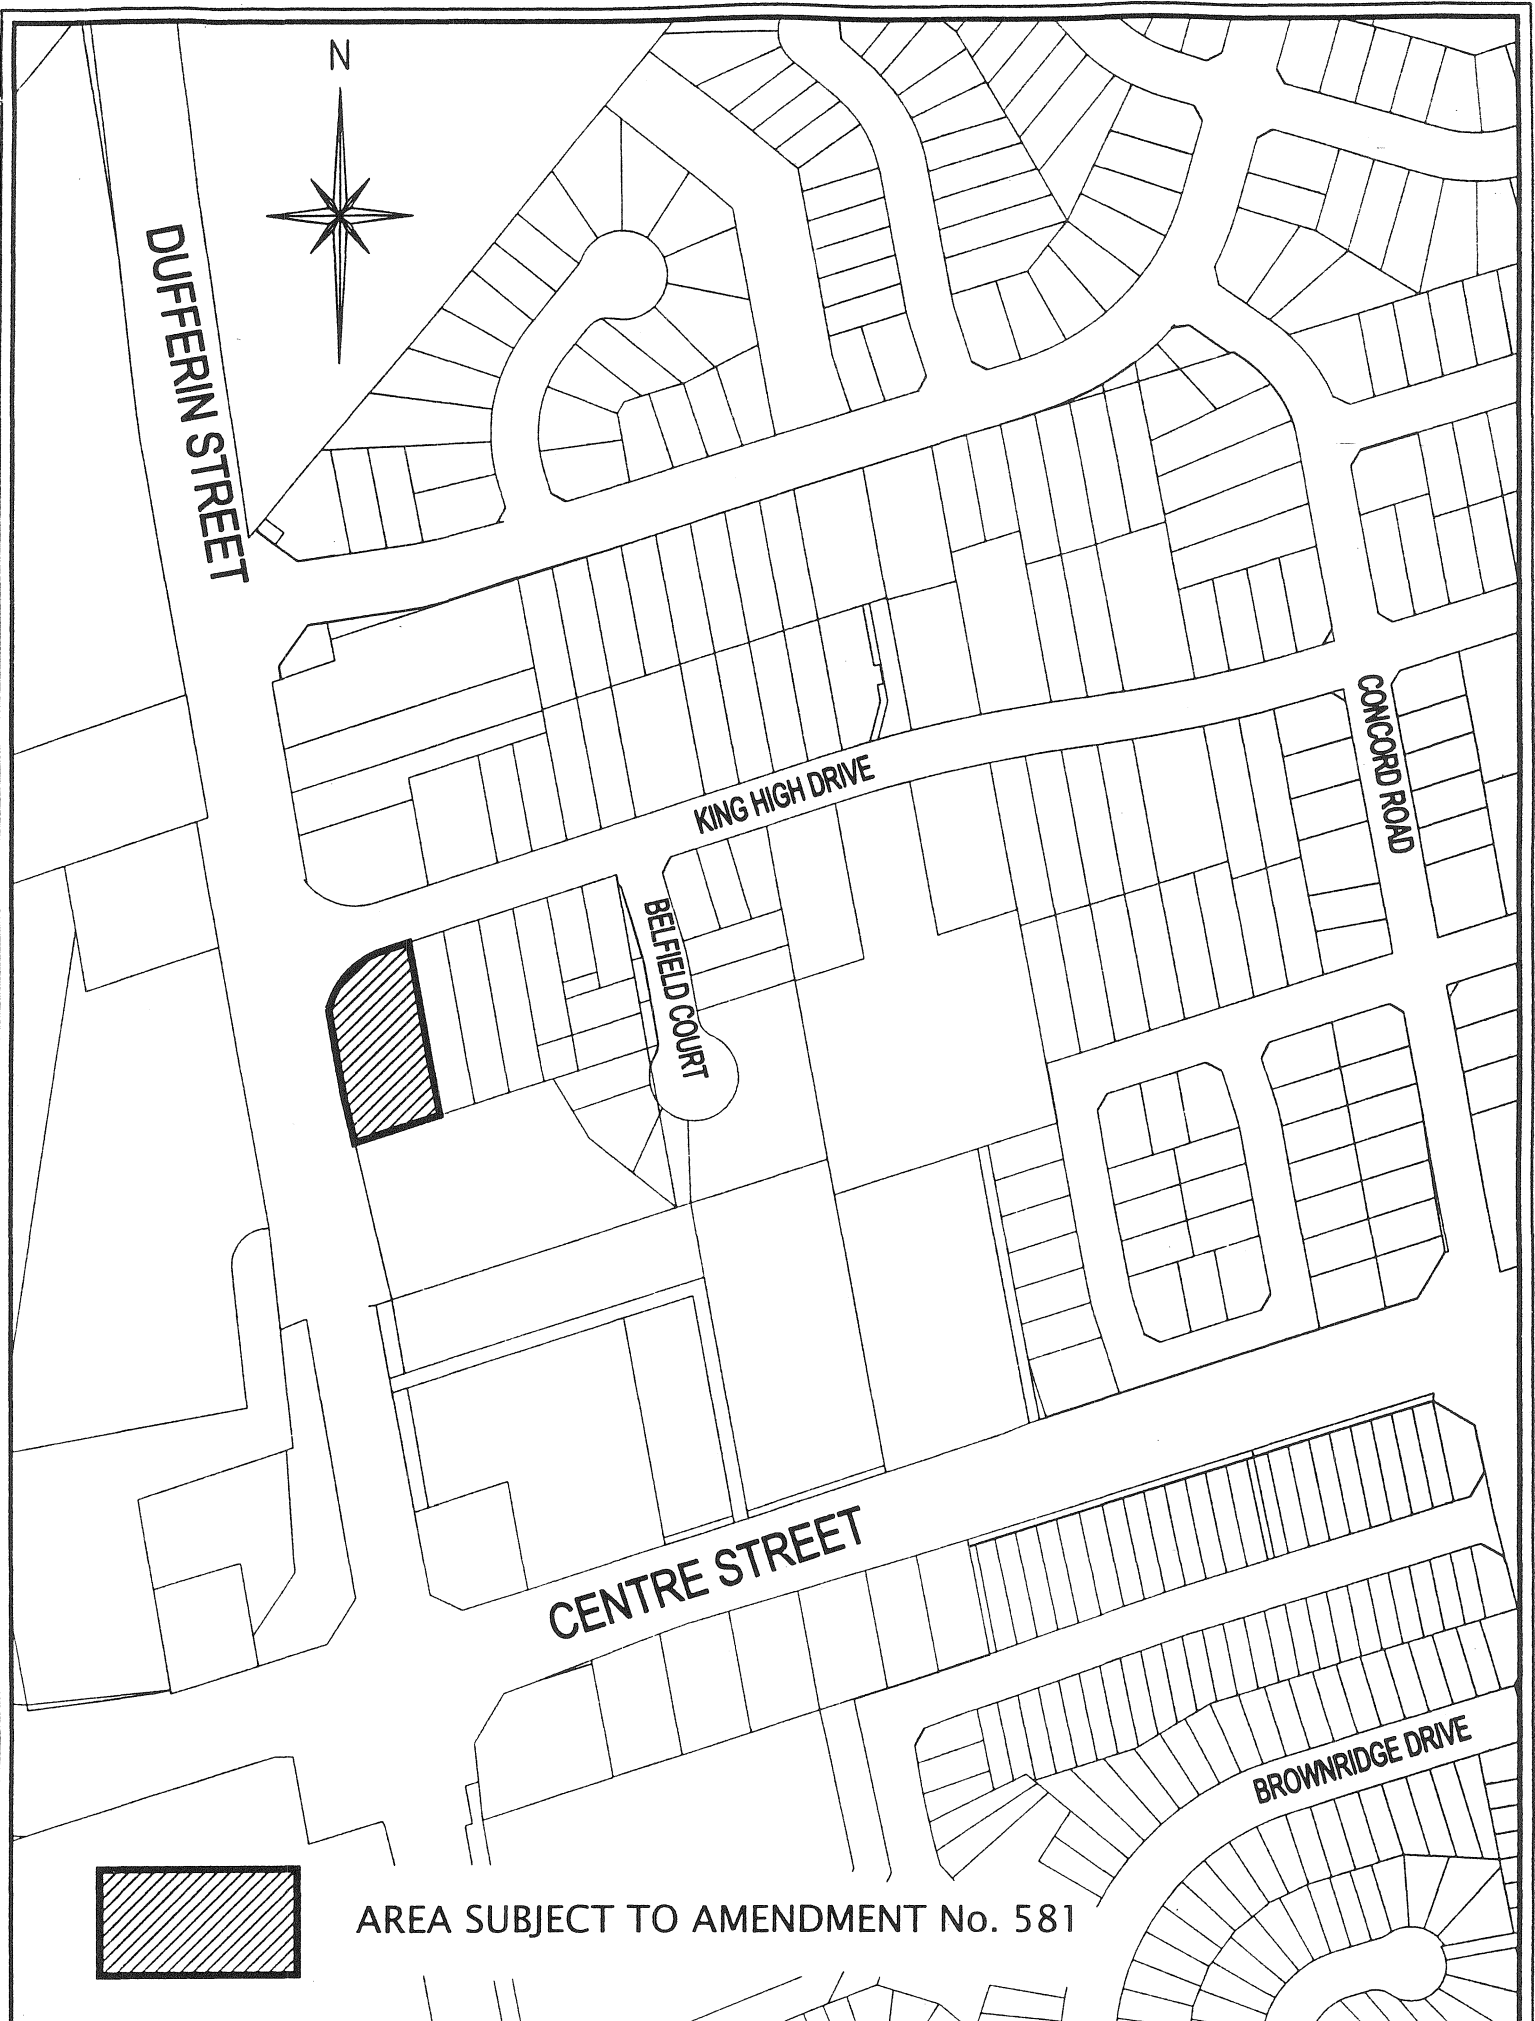 N
DUFFERIN STREET
CONCORD ROAD
KING HIGH DRIVE
BELFIELD COURT
CENTRE STREET
BROWNRIDGE DRIVE
AREA SUBJECT TO AMENDMENT No. 581